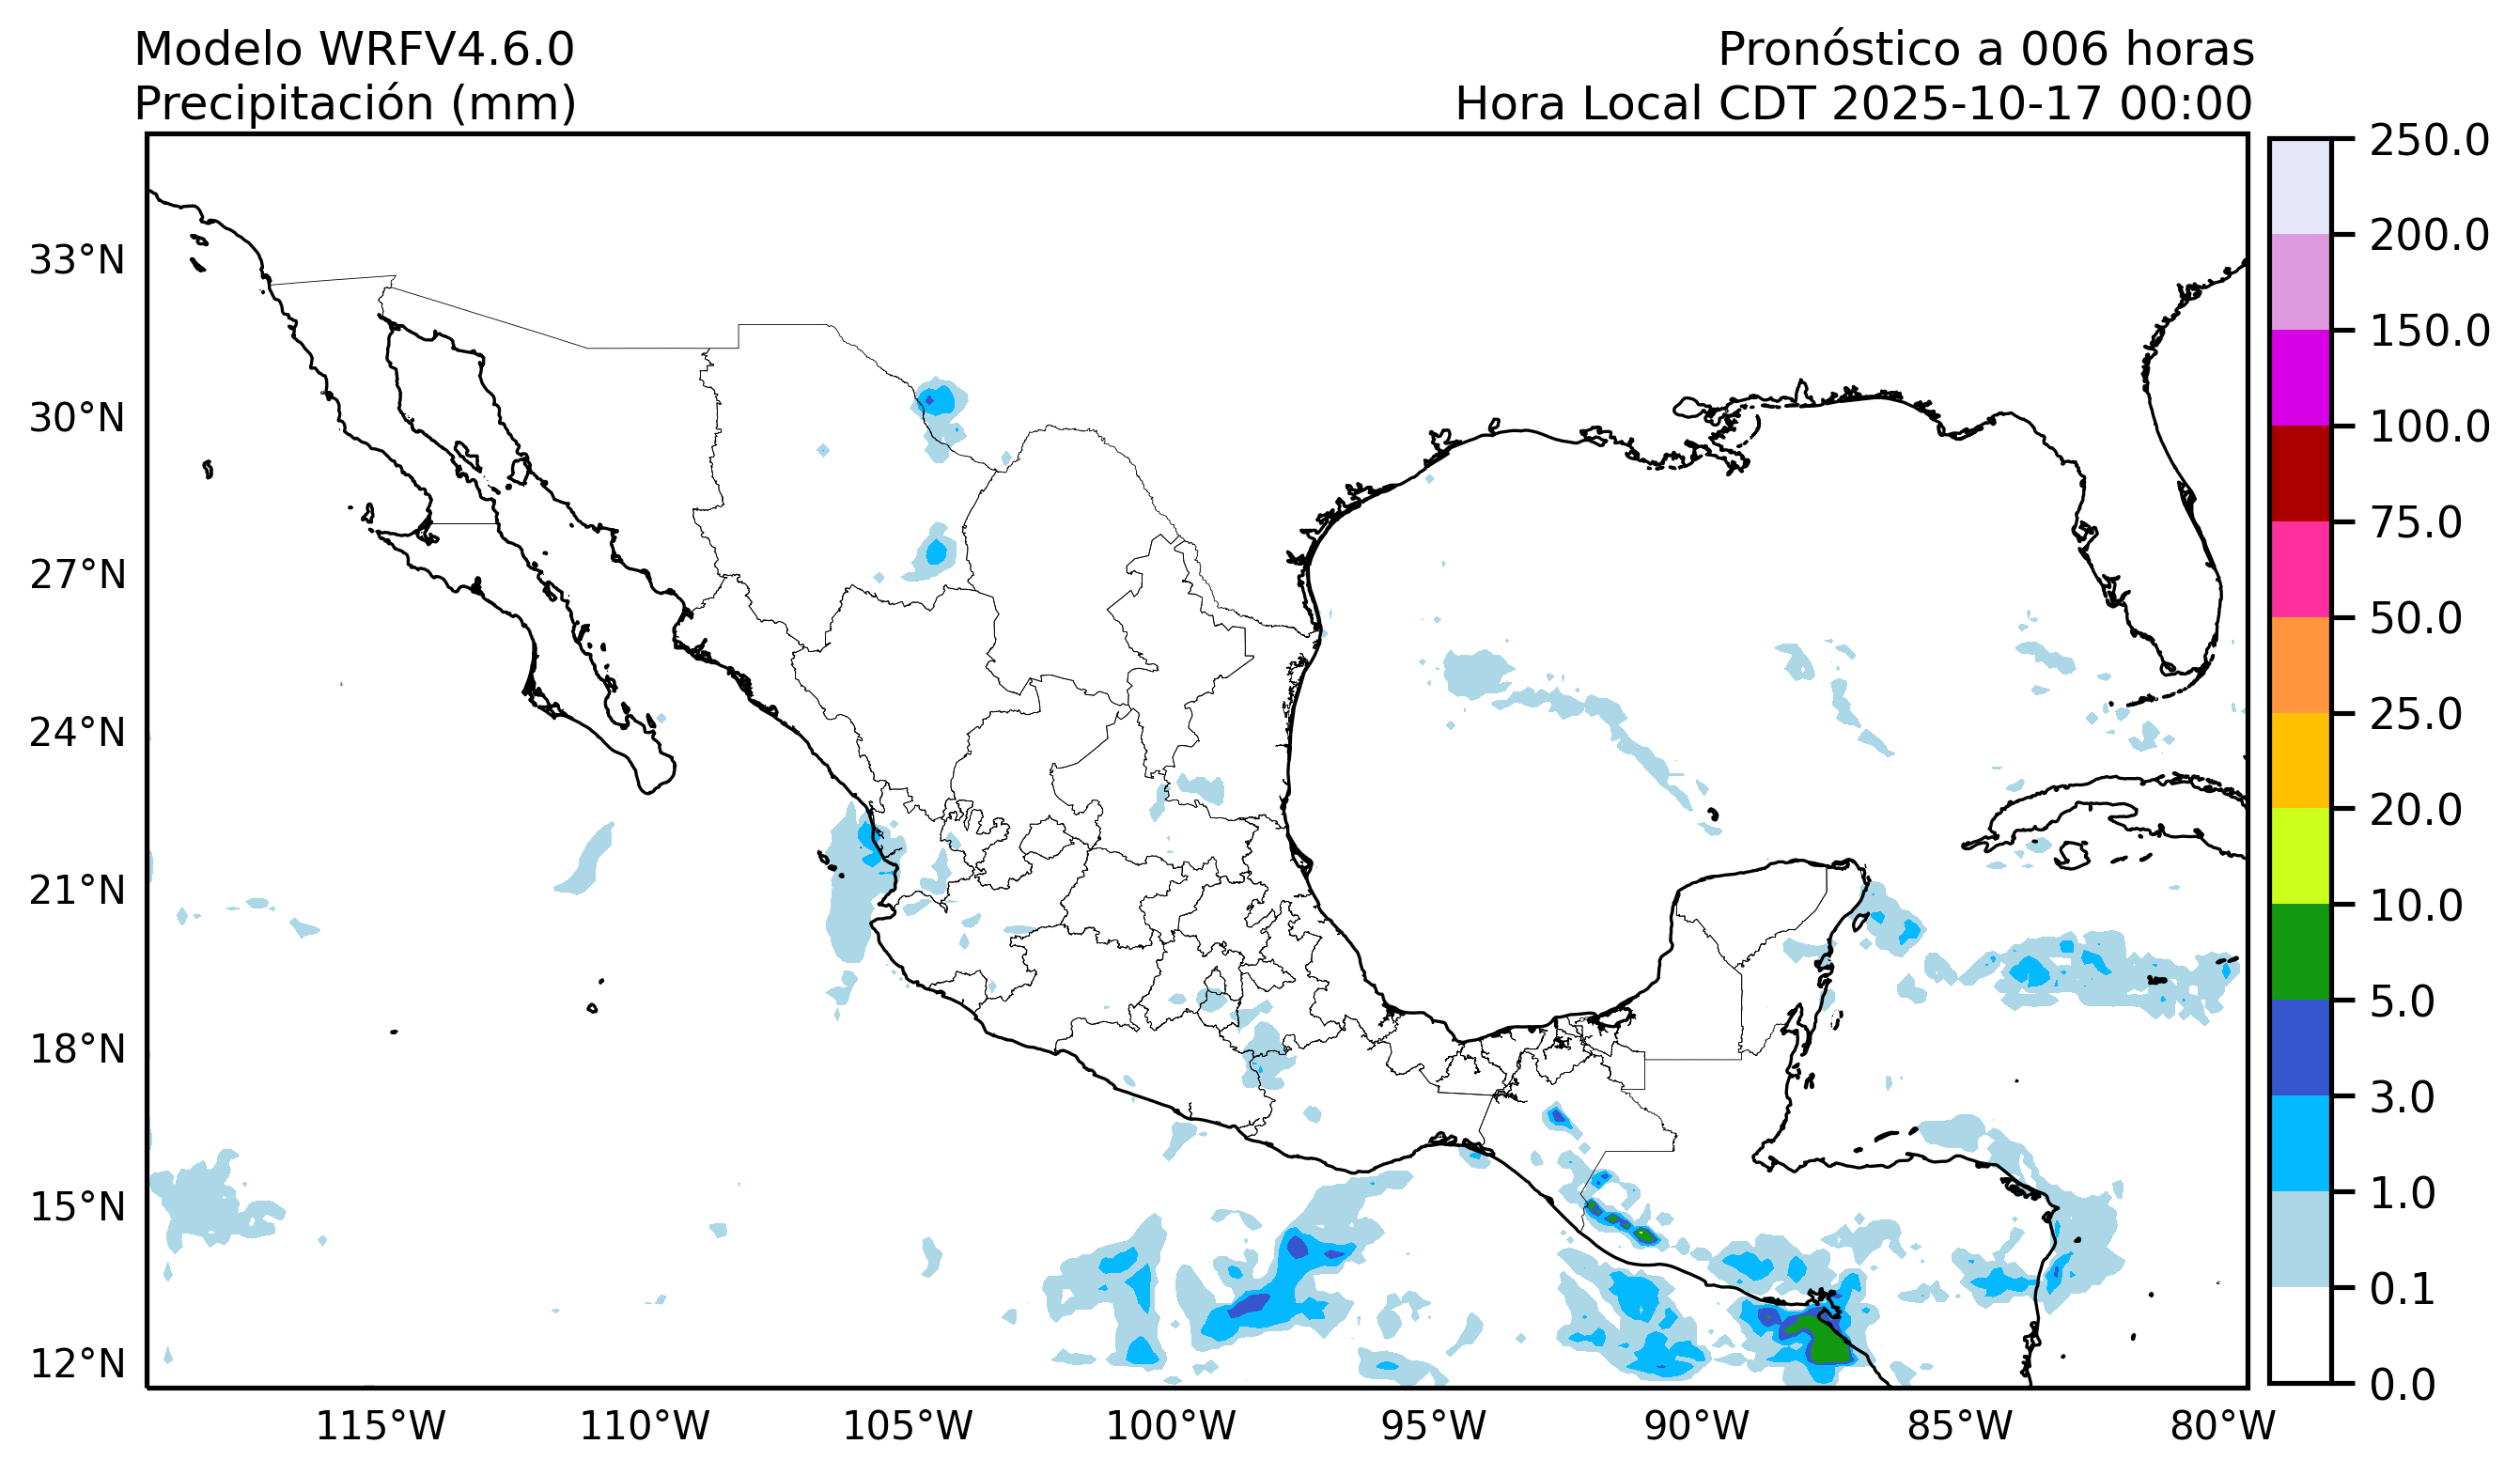 Modelo WRFV4.6.0
Precipitación (mm)
Pronóstico a 006 horas
Hora Local CDT 2025-10-17 00:00
33°N
30°N
27°N
24°N
21°N
18°N
15°N
12°N
115°W
110°W
105°W
100°W
95°W
90°W
85°W
80°W
250.0
200.0
150.0
100.0
75.0
50.0
25.0
20.0
10.0
5.0
3.0
1.0
0.1
0.0